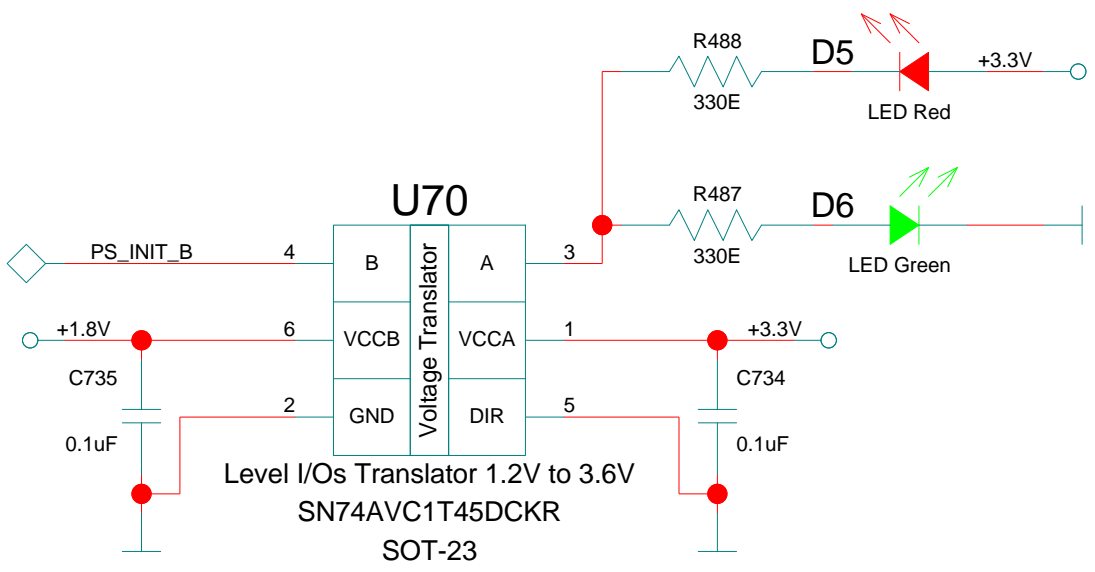 R488
D5
+3.3V
330E
LED Red
R487
D6
330E
LED Green
U70
PS_INIT_B
4
B
A
3
+1.8V
6
VCCB
VCCA
1
+3.3V
Voltage Translator
C735
C734
2
GND
DIR
5
0.1uF
0.1uF
Level I/Os Translator 1.2V to 3.6V
SN74AVC1T45DCKR
SOT-23